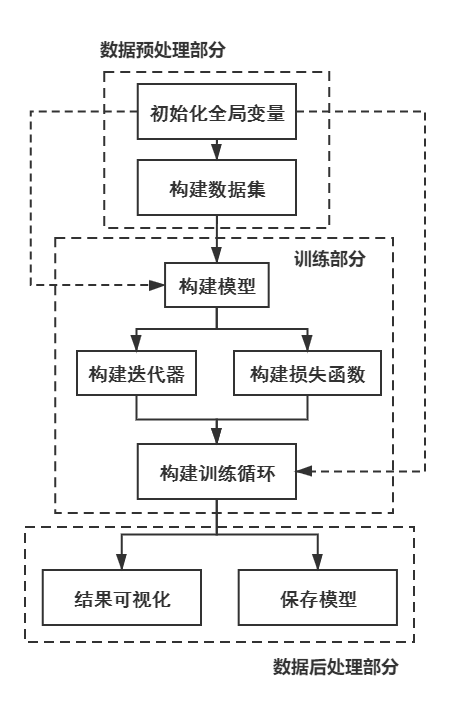 数据预处理部分
初始化全局变量
构建数据集
训练部分
构建模型
构建迭代器
构建损失函数
构建训练循环
结果可视化
保存模型
数据后处理部分